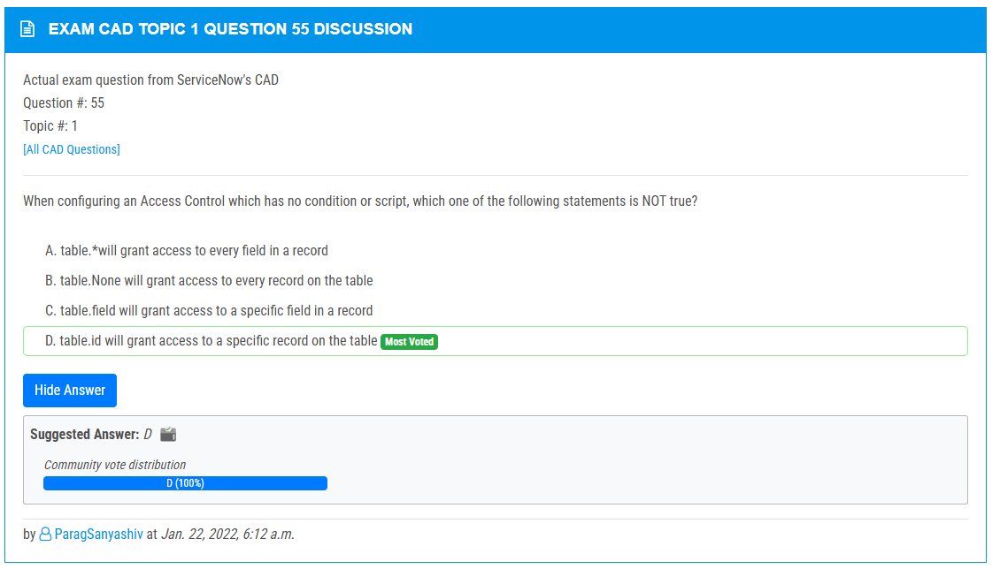 EXAM CAD TOPIC 1 QUESTION 55 DISCUSSION
Actual exam question from ServiceNow's CAD
Question #: 55
Topic #: 1
[All CAD Questions]
When configuring an Access Control which has no condition or script, which one of the following statements is NOT true?
A. table.*will grant access to every field in a record
B. table.None will grant access to every record on the table
C. table.field will grant access to a specific field in a record
D. table.id will grant access to a specific record on the table Most Voted
Hide Answer
Suggested Answer: D
Community vote distribution
D (100%)
by ParagSanyashiv at Jan. 22, 2022, 6:12 a.m.